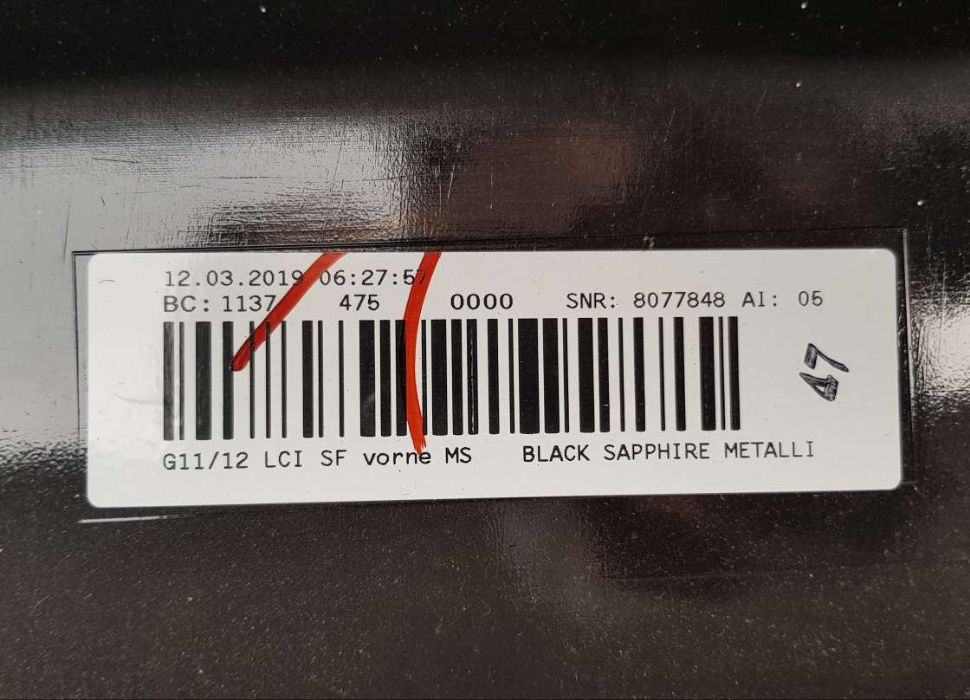 12.03.2019 06:27:57
BC: 1137 475 0000 SNR: 8077848 AI: 05
G11/12 LCI SF vorne MS BLACK SAPPHIRE METALLI